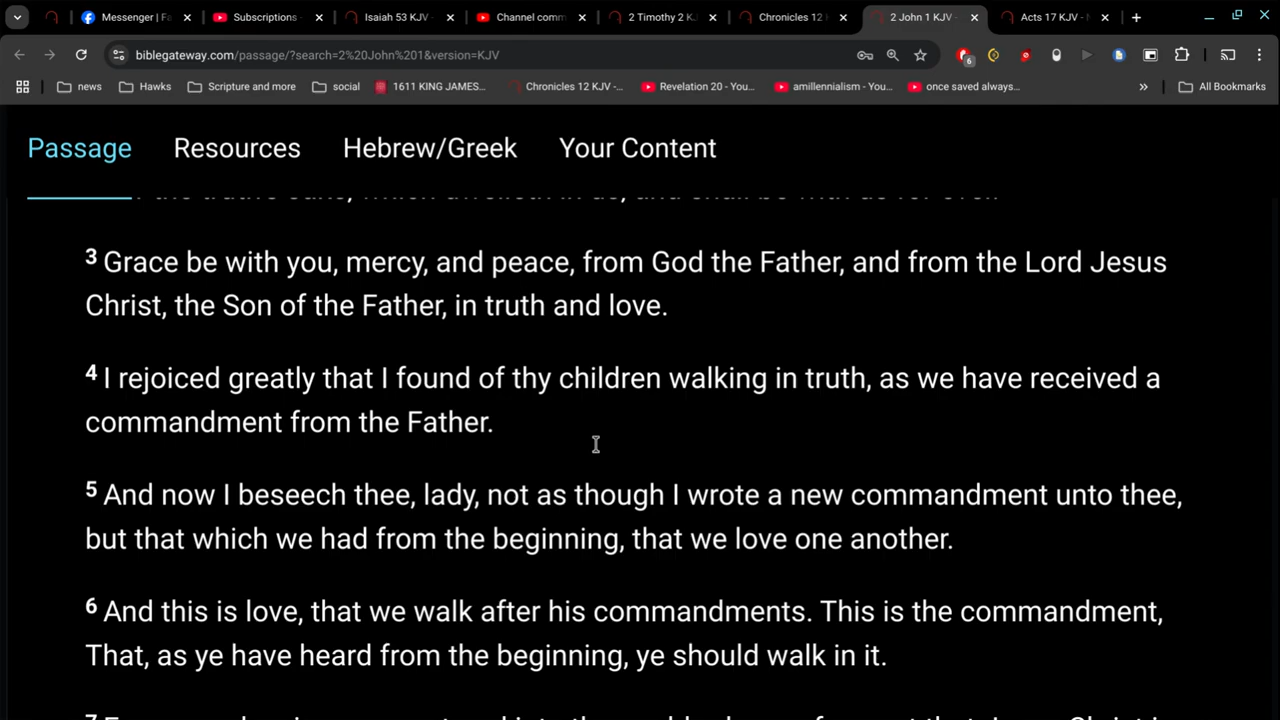 Messenger | Fa
Subscriptions
Isaiah 53 KJV -
Channel comm
2 Timothy 2 KJ
Chronicles 12 K
2 John 1 KJV -
Acts 17 KJV -
biblegateway.com/passage/?search=2%20John%201&version=KJV
6
news
Hawks
Scripture and more
social
1611 KING JAMES...
Chronicles 12 KJV -...
Revelation 20 - You...
amillennialism - You...
once saved always...
All Bookmarks
Passage
Resources
Hebrew/Greek
Your Content
3 Grace be with you, mercy, and peace, from God the Father, and from the Lord Jesus
Christ, the Son of the Father, in truth and love.
4 I rejoiced greatly that I found of thy children walking in truth, as we have received a
commandment from the Father.
5 And now I beseech thee, lady, not as though I wrote a new commandment unto thee,
but that which we had from the beginning, that we love one another.
6 And this is love, that we walk after his commandments. This is the commandment,
That, as ye have heard from the beginning, ye should walk in it.